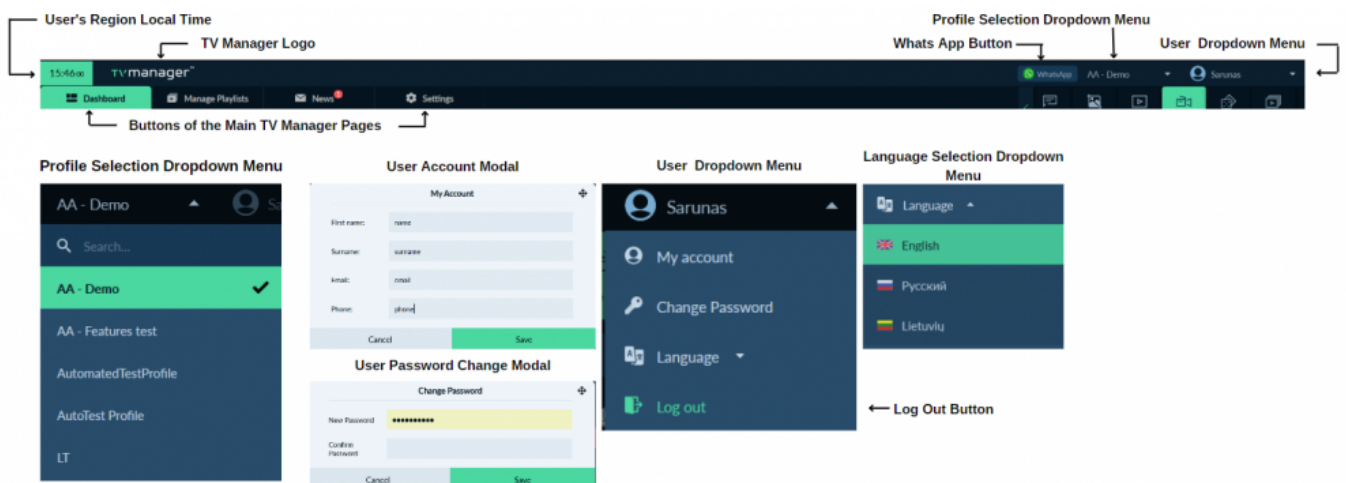 User's Region Local Time
Profile Selection Dropdown Menu
TV Manager Logo
Whats App Button
User Dropdown Menu
15:46
TVmanager™
WhatsApp
AA - Demo
Sarunas
Dashboard
Manage Playlists
News
Settings
Buttons of the Main TV Manager Pages
Profile Selection Dropdown Menu
AA - Demo
Sa
Search...
AA - Demo
AA - Features test
AutomatedTestProfile
AutoTest Profile
LT
User Account Modal
My Account
First name:
name
Surname:
surname
Email:
email
Phone:
phone
Cancel
Save
User Password Change Modal
Change Password
New Password
••••••••••
Confirm
Password
Cancel
Save
User Dropdown Menu
Sarunas
My account
Change Password
Language
Log out
Language Selection Dropdown
Menu
Language
English
Русский
Lietuvių
Log Out Button